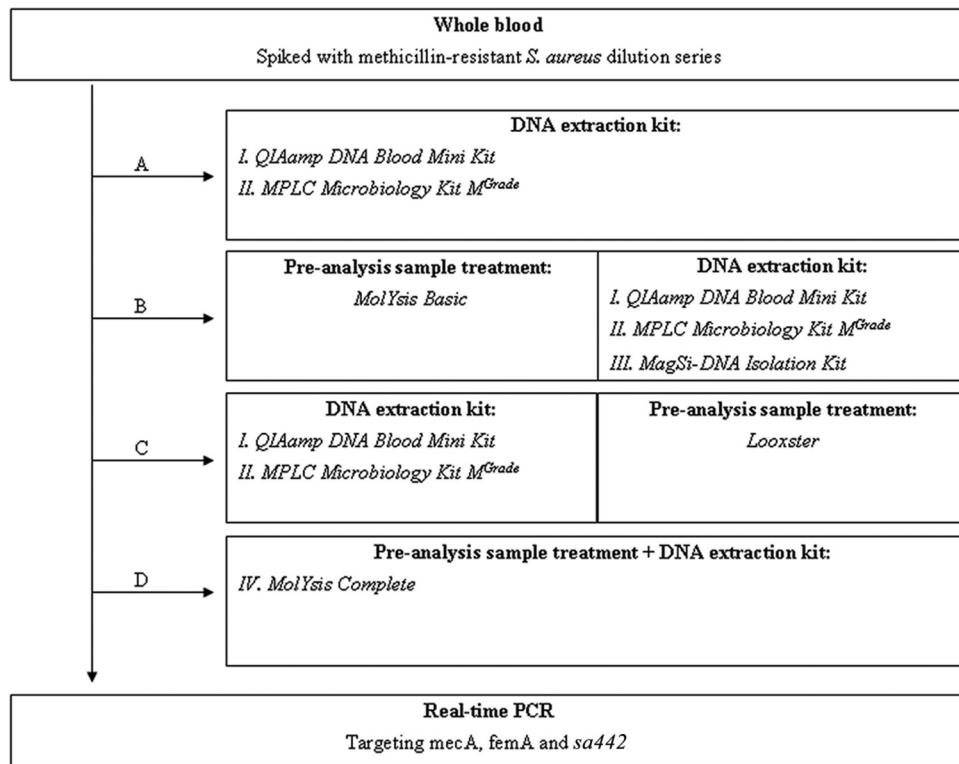 Whole blood
Spiked with methicillin-resistant S. aureus dilution series
A
DNA extraction kit:
I. QIAamp DNA Blood Mini Kit
II. MPLC Microbiology Kit M^Grade
B
Pre-analysis sample treatment:
MolYsis Basic
DNA extraction kit:
I. QIAamp DNA Blood Mini Kit
II. MPLC Microbiology Kit M^Grade
III. MagSi-DNA Isolation Kit
C
DNA extraction kit:
I. QIAamp DNA Blood Mini Kit
II. MPLC Microbiology Kit M^Grade
Pre-analysis sample treatment:
Looxster
D
Pre-analysis sample treatment + DNA extraction kit:
IV. MolYsis Complete
Real-time PCR
Targeting mecA, femA and sa442